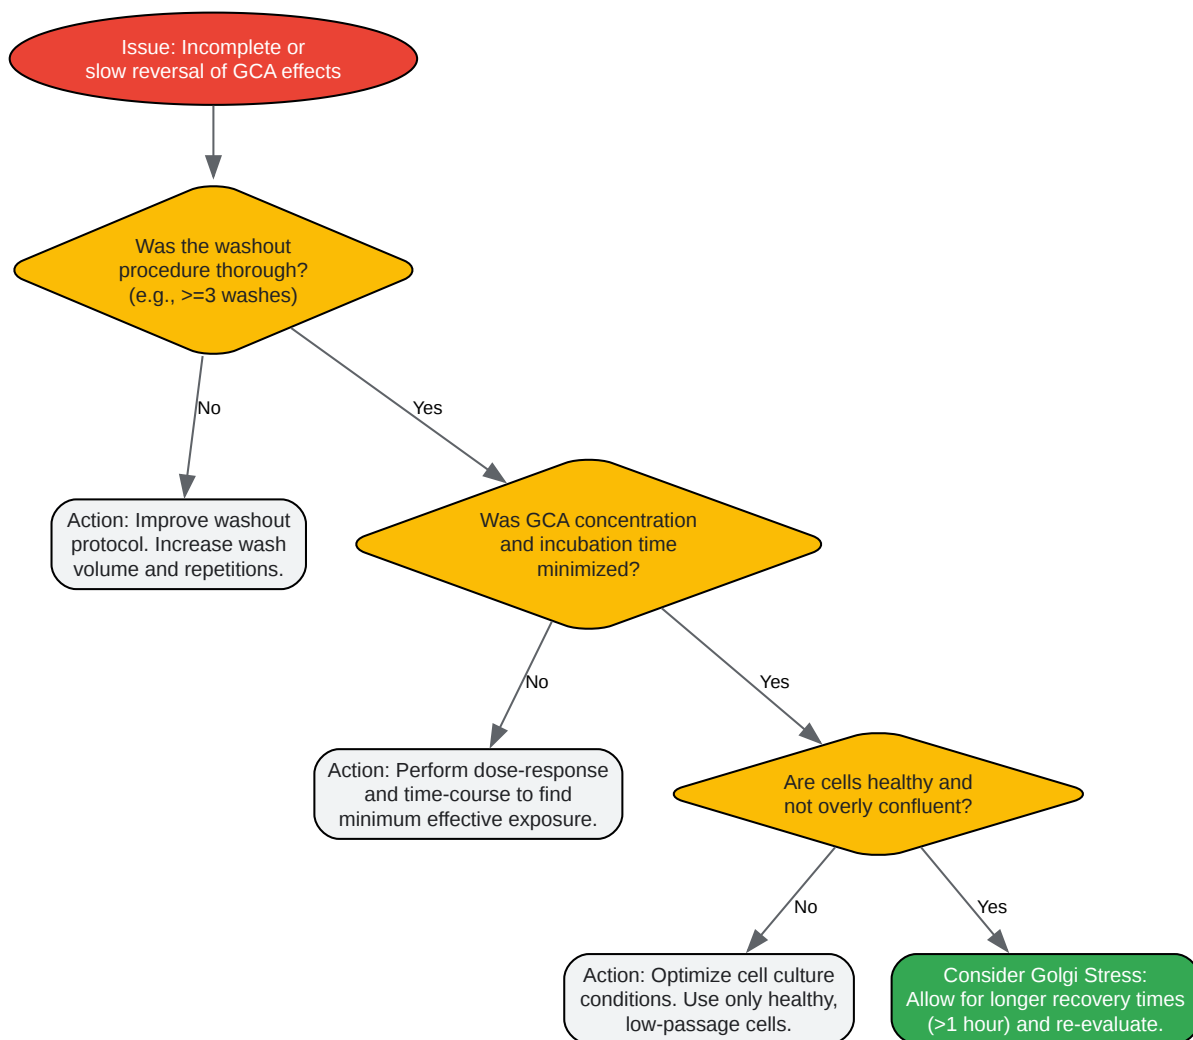 Issue: Incomplete or
slow reversal of GCA effects
Was the washout
procedure thorough?
(e.g., >=3 washes)
No
Yes
Action: Improve washout
protocol. Increase wash
volume and repetitions.
Was GCA concentration
and incubation time
minimized?
No
Yes
Action: Perform dose-response
and time-course to find
minimum effective exposure.
Are cells healthy and
not overly confluent?
No
Yes
Action: Optimize cell culture
conditions. Use only healthy,
low-passage cells.
Consider Golgi Stress:
Allow for longer recovery times
(>1 hour) and re-evaluate.